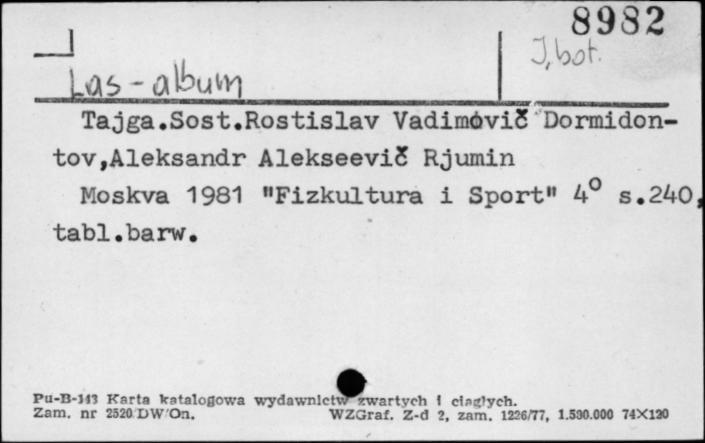 8982
J, bot.
Las - album
Tajga.Sost.Rostislav Vadimovič Dormidon-
tov,Aleksandr Alekseevič Rjumin
Moskva 1981 "Fizkultura i Sport" 4° s.240,
tabl.barw.
Pu-B-143 Karta katalogowa wydawnictw zwartych i ciągłych.
Zam. nr 2520/DW/On. WZGraf. Z-d 2, zam. 1226/77, 1.530.000 74×120